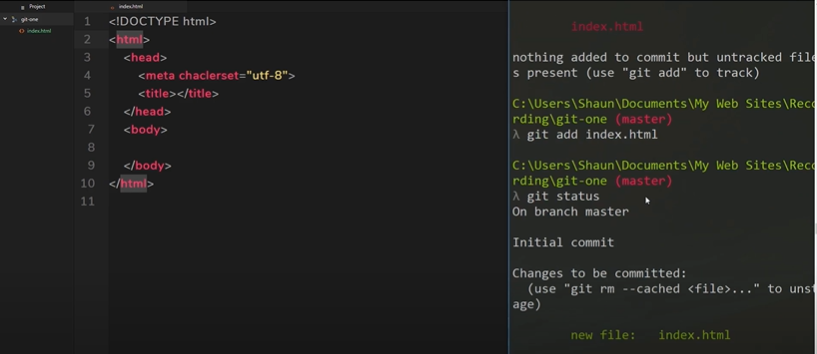 Project
git-one
index.html
index.html
1 <!DOCTYPE html>
2 <html>
3 <head>
4 <meta chaclerset="utf-8">
5 <title></title>
6 </head>
7 <body>
8
9 </body>
10 </html>
11
index.html
nothing added to commit but untracked file
s present (use "git add" to track)
C:\Users\Shaun\Documents\My Web Sites\Reco
rding\git-one (master)
λ git add index.html
C:\Users\Shaun\Documents\My Web Sites\Reco
rding\git-one (master)
λ git status
On branch master
Initial commit
Changes to be committed:
(use "git rm --cached <file>..." to unst
age)
new file: index.html